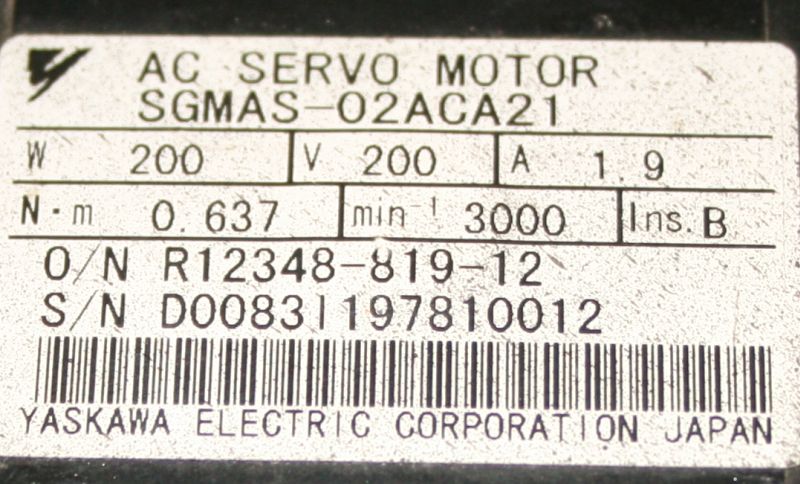 AC SERVO MOTOR
SGMAS-02ACA21
W 200 V 200 A 1.9
N·m 0.637 min⁻¹ 3000 Ins. B
O/N R12348-819-12
S/N D0083I197810012
YASKAWA ELECTRIC CORPORATION JAPAN